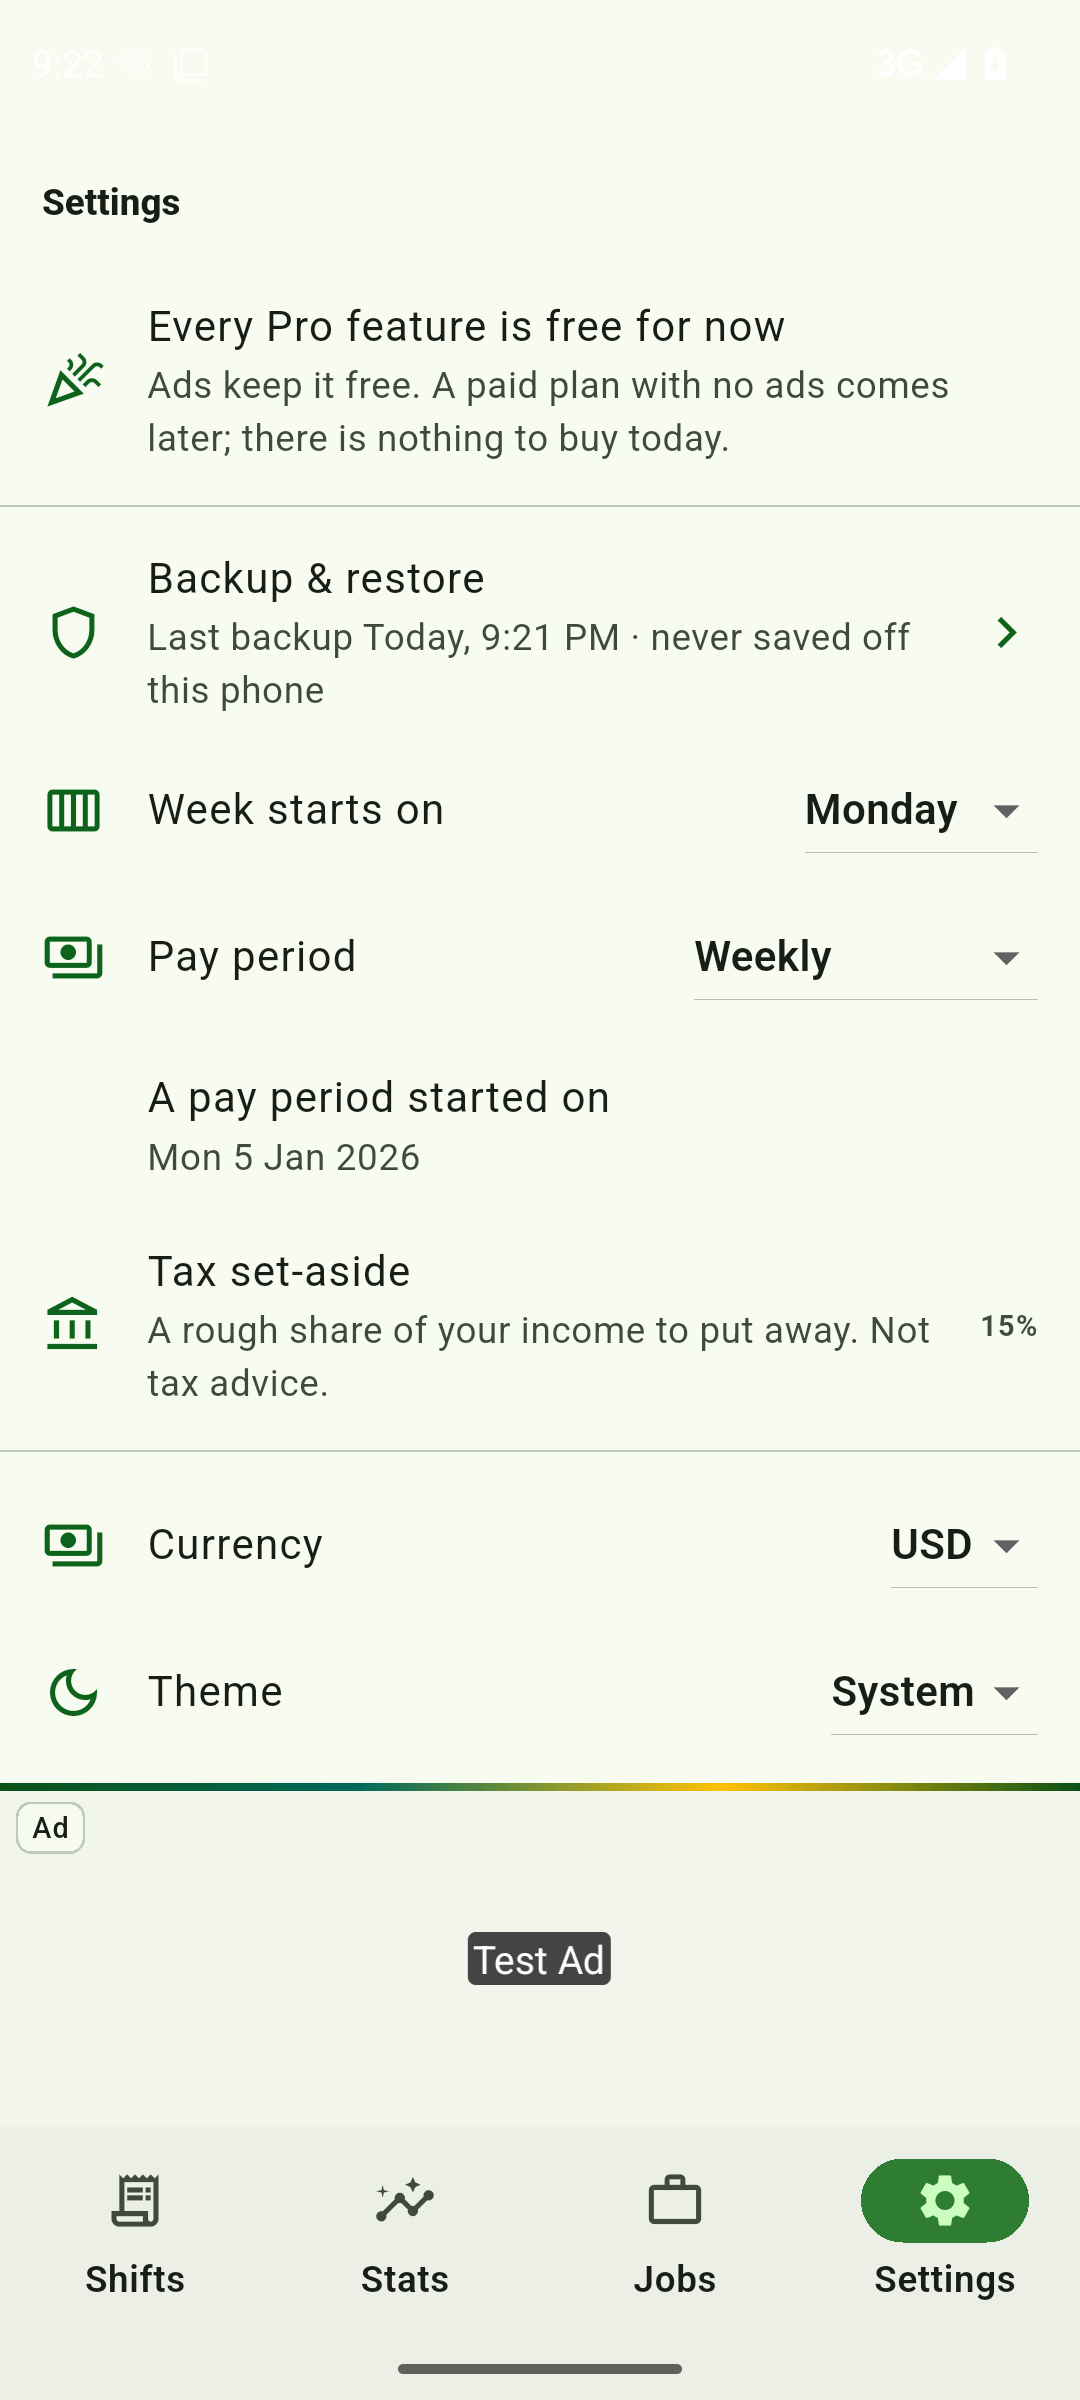 9:22
3G
Settings
Every Pro feature is free for now
Ads keep it free. A paid plan with no ads comes
later; there is nothing to buy today.
Backup & restore
Last backup Today, 9:21 PM · never saved off
this phone
Week starts on
Monday
Pay period
Weekly
A pay period started on
Mon 5 Jan 2026
Tax set-aside
A rough share of your income to put away. Not
tax advice.
15%
Currency
USD
Theme
System
Ad
Test Ad
Shifts
Stats
Jobs
Settings